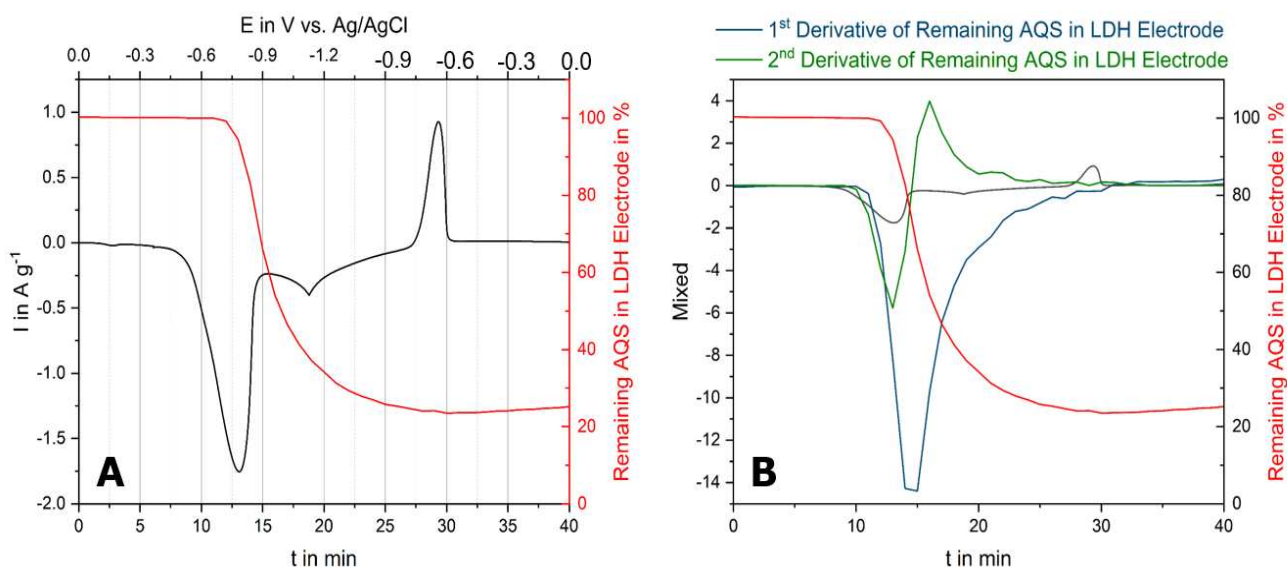 E in V vs. Ag/AgCl
0.0 -0.3 -0.6 -0.9 -1.2 -0.9 -0.6 -0.3 0.0
1.0
0.5
0.0
-0.5
-1.0
-1.5
-2.0
I in A g-1
100
80
60
40
20
0
Remaining AQS in LDH Electrode in %
A
0 5 10 15 20 25 30 35 40
t in min
1st Derivative of Remaining AQS in LDH Electrode
2nd Derivative of Remaining AQS in LDH Electrode
4
2
0
-2
-4
-6
-8
-10
-12
-14
Mixed
100
80
60
40
20
0
Remaining AQS in LDH Electrode in %
B
0 10 20 30 40
t in min